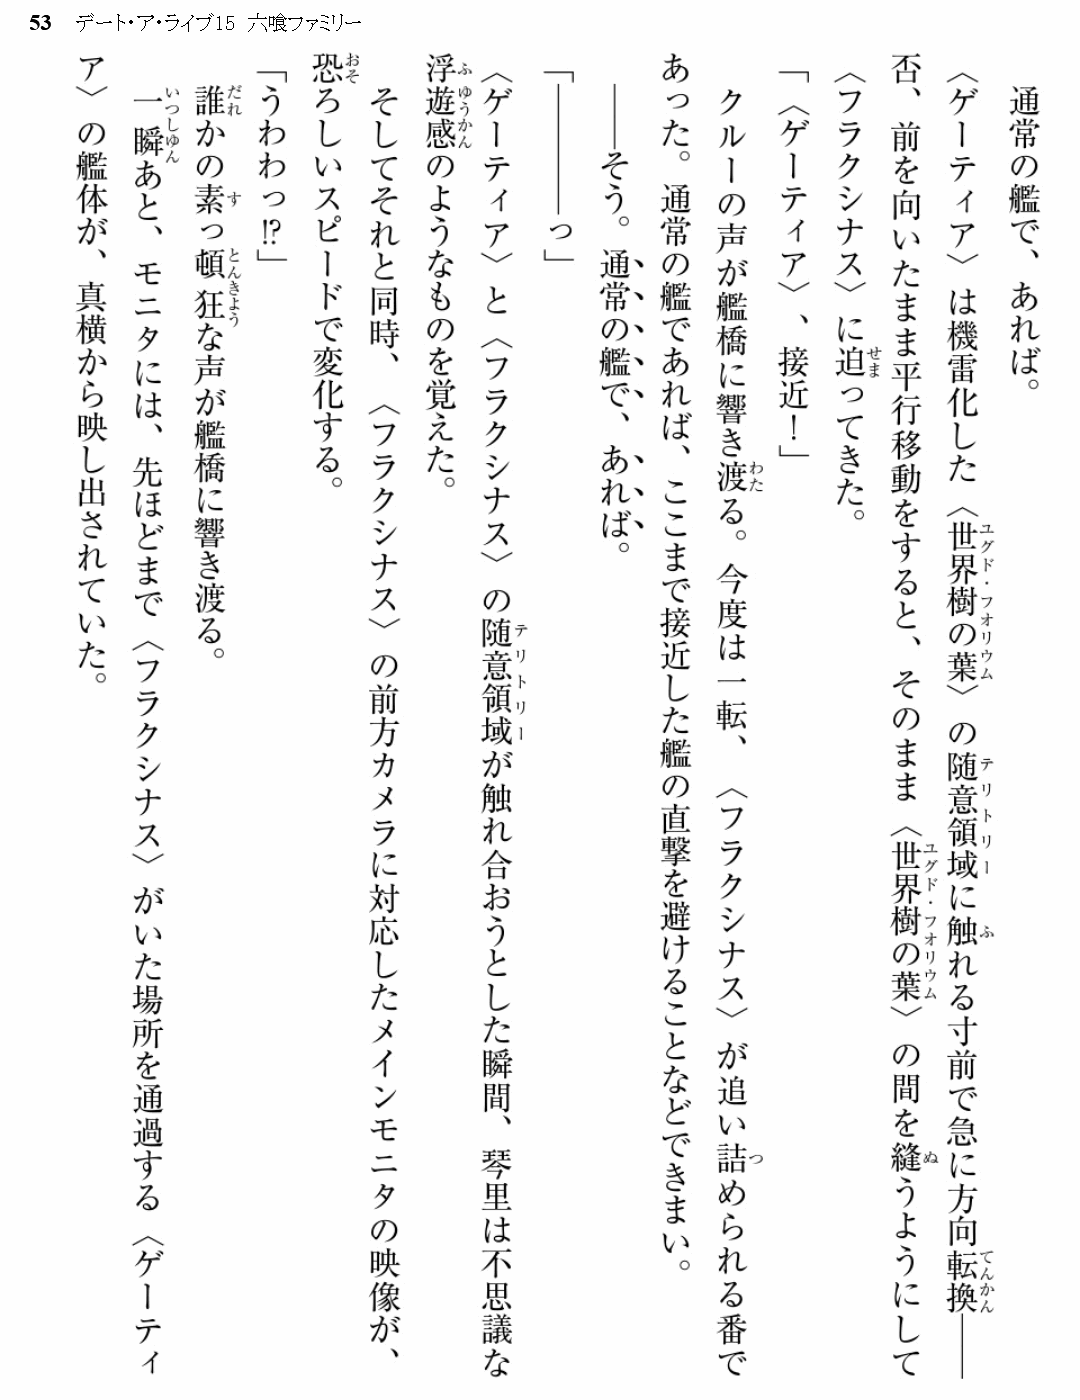 53 デート・ア・ライブ15 六喰ファミリー
通常の艦で、あれば。
〈ゲーティア〉は機雷化した〈世界樹の葉〉の随意領域に触れる寸前で急に方向転換――
否、前を向いたまま平行移動をすると、そのまま〈世界樹の葉〉の間を縫うようにして
〈フラクシナス〉に迫ってきた。
「〈ゲーティア〉、接近！」
クルーの声が艦橋に響き渡る。今度は一転、〈フラクシナス〉が追い詰められる番で
あった。通常の艦であれば、ここまで接近した艦の直撃を避けることなどできまい。
――そう。通常の艦で、あれば。
「――――っ」
〈ゲーティア〉と〈フラクシナス〉の随意領域が触れ合おうとした瞬間、琴里は不思議な
浮遊感のようなものを覚えた。
そしてそれと同時、〈フラクシナス〉の前方カメラに対応したメインモニタの映像が、
恐ろしいスピードで変化する。
「うわわっ!?」
誰かの素っ頓狂な声が艦橋に響き渡る。
一瞬あと、モニタには、先ほどまで〈フラクシナス〉がいた場所を通過する〈ゲーティ
ア〉の艦体が、真横から映し出されていた。